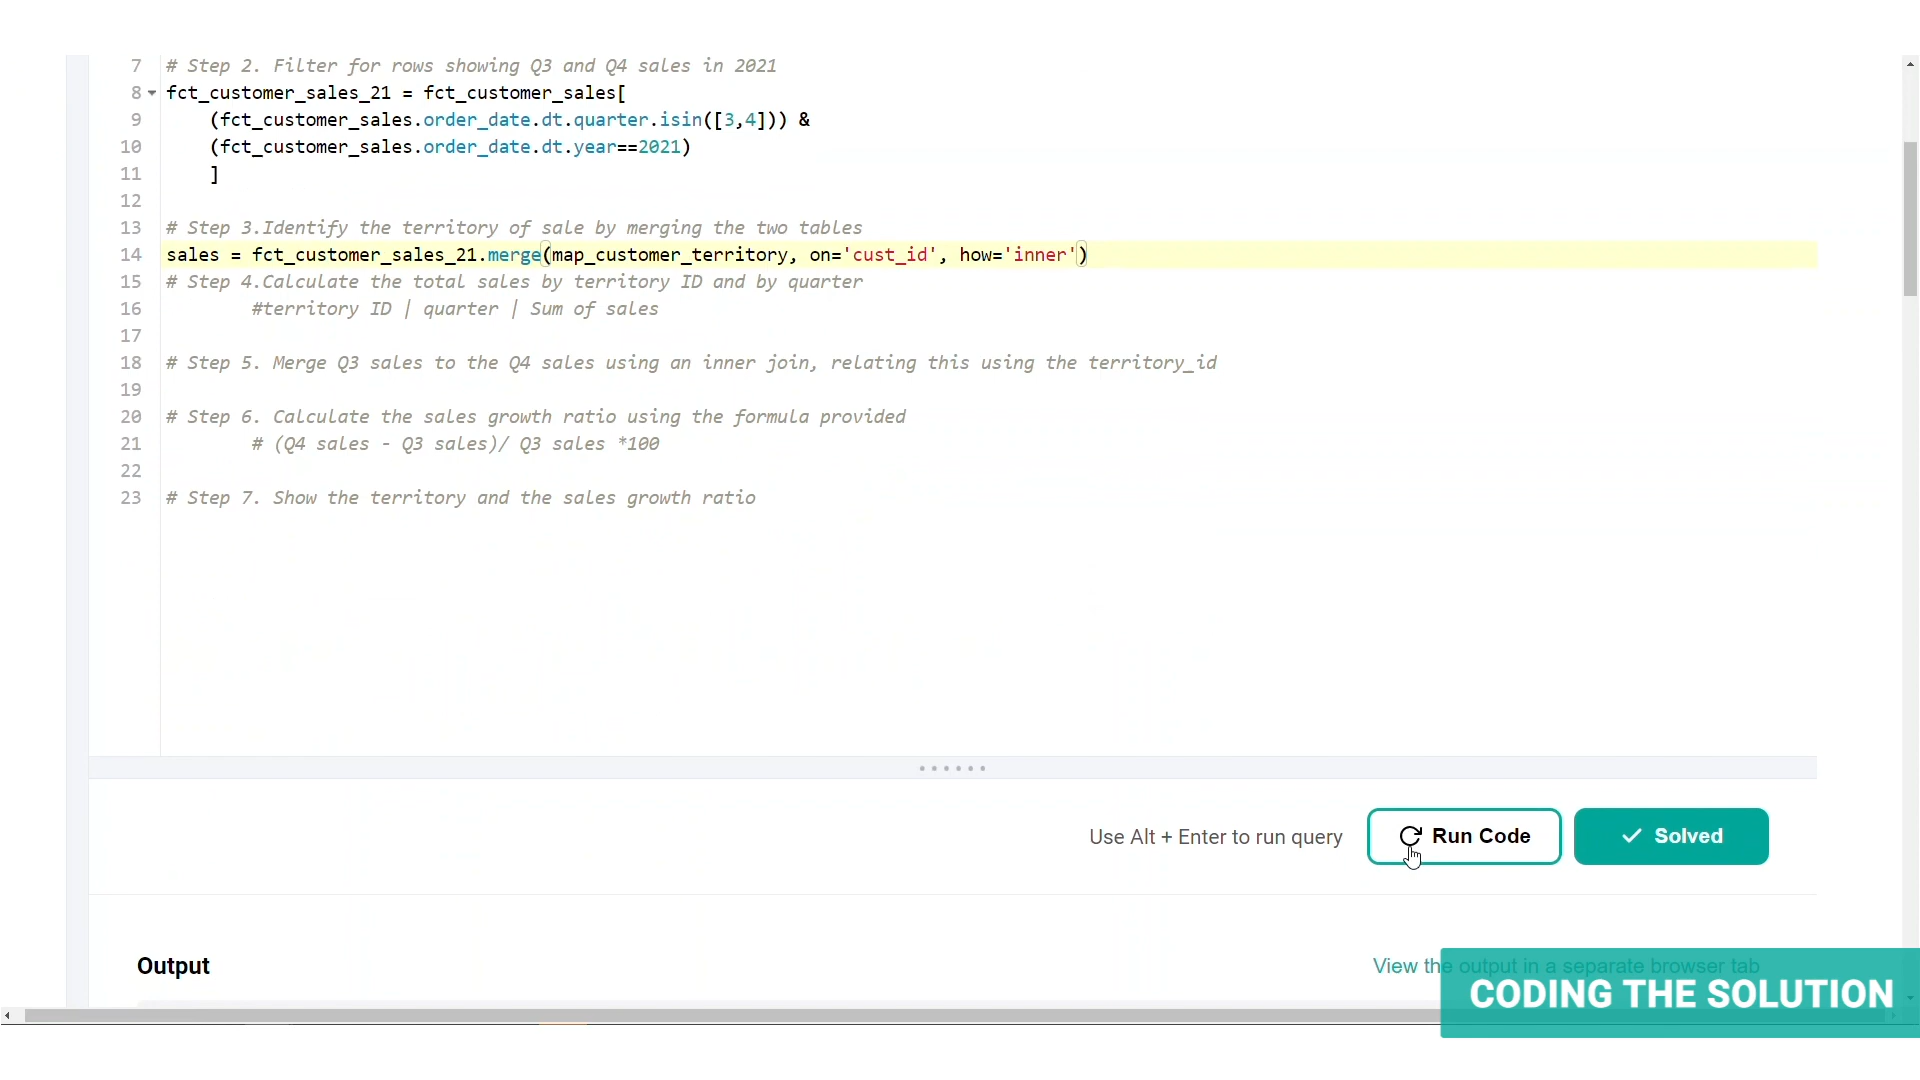 7 # Step 2. Filter for rows showing Q3 and Q4 sales in 2021
8 fct_customer_sales_21 = fct_customer_sales[
9 (fct_customer_sales.order_date.dt.quarter.isin([3,4])) &
10 (fct_customer_sales.order_date.dt.year==2021)
11 ]
12
13 # Step 3.Identify the territory of sale by merging the two tables
14 sales = fct_customer_sales_21.merge(map_customer_territory, on='cust_id', how='inner')
15 # Step 4.Calculate the total sales by territory ID and by quarter
16 #territory ID | quarter | Sum of sales
17
18 # Step 5. Merge Q3 sales to the Q4 sales using an inner join, relating this using the territory_id
19
20 # Step 6. Calculate the sales growth ratio using the formula provided
21 # (Q4 sales - Q3 sales)/ Q3 sales *100
22
23 # Step 7. Show the territory and the sales growth ratio
Use Alt + Enter to run query
Run Code
Solved
Output
View the output in a separate browser tab
CODING THE SOLUTION